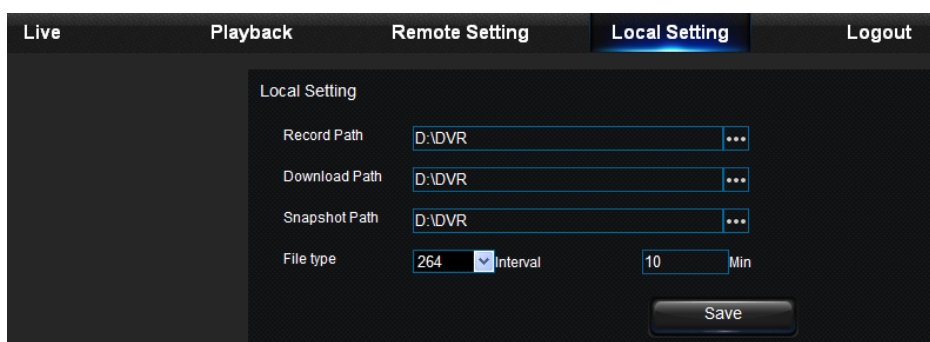 Live Playback Remote Setting Local Setting Logout
Local Setting
Record Path D:\DVR •••
Download Path D:\DVR •••
Snapshot Path D:\DVR •••
File type 264 Interval 10 Min
Save